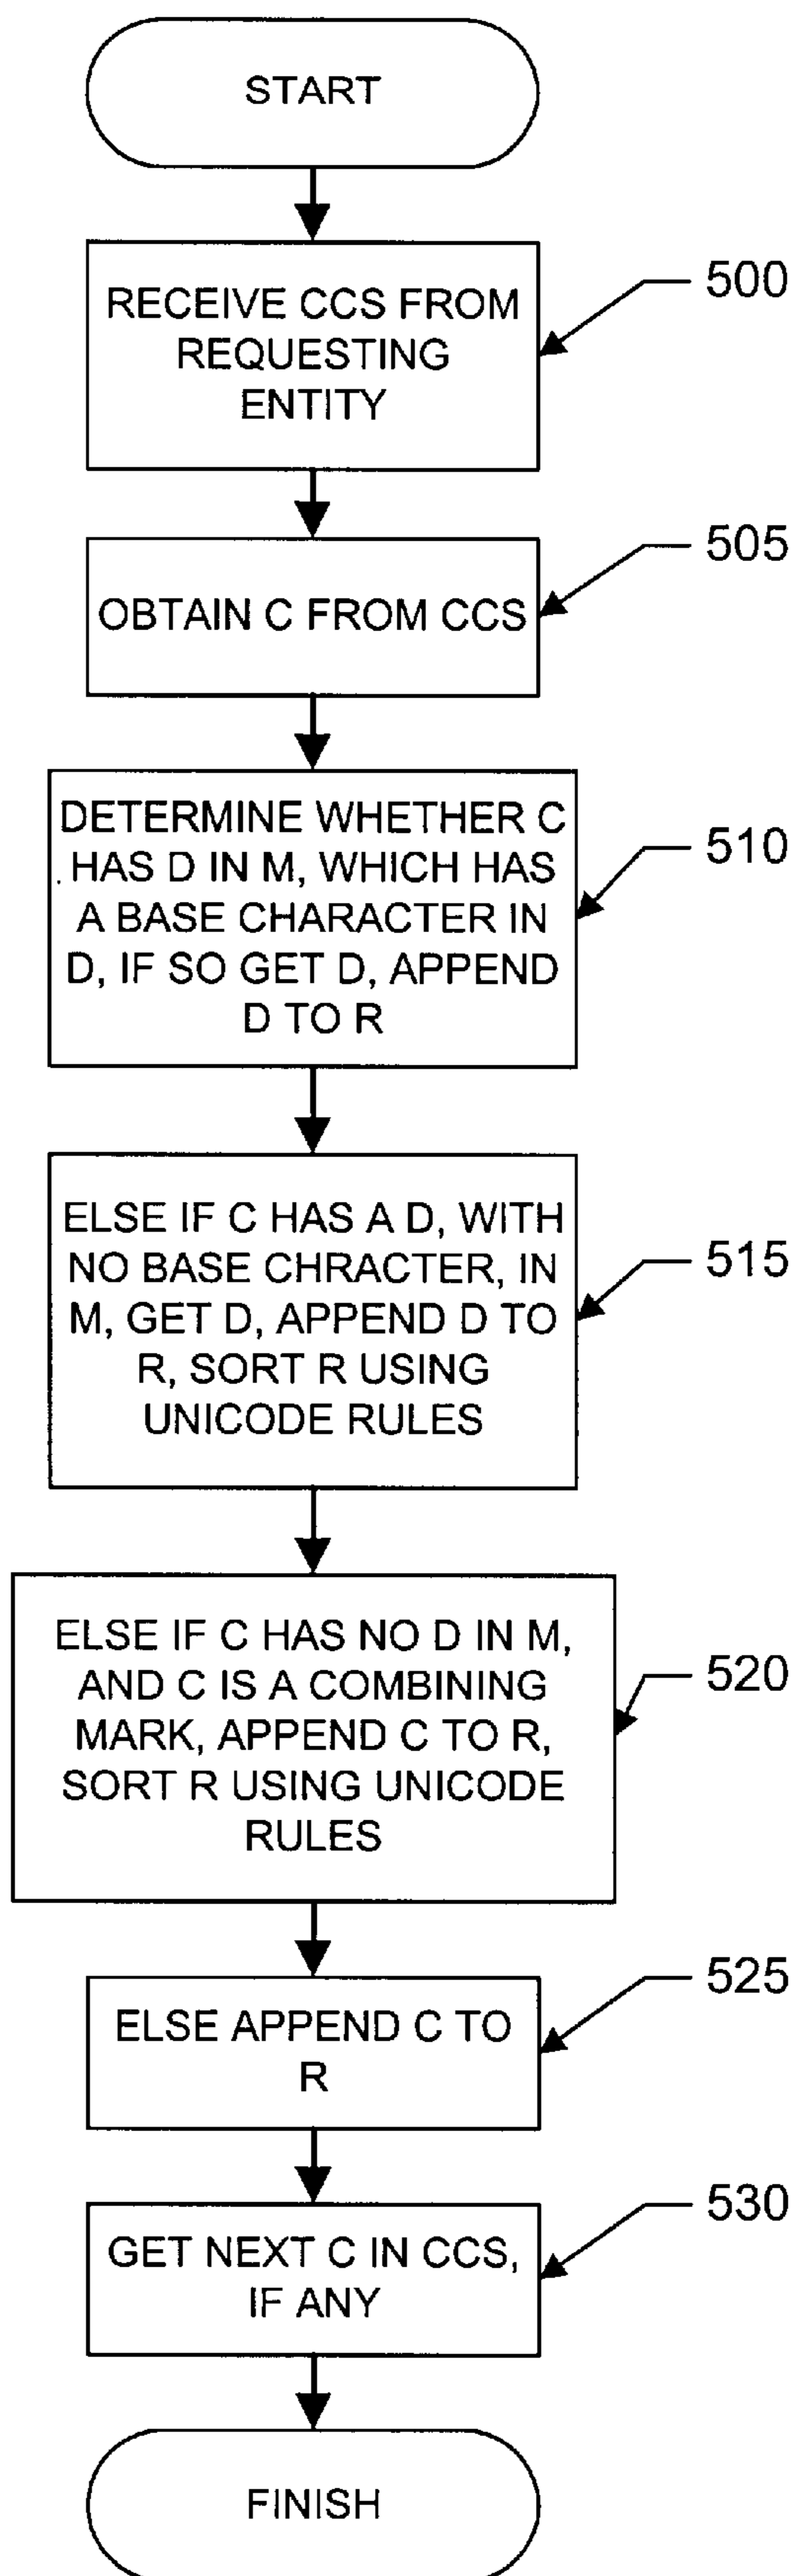 START
RECEIVE CCS FROM
REQUESTING
ENTITY
500
OBTAIN C FROM CCS
505
DETERMINE WHETHER C
HAS D IN M, WHICH HAS
A BASE CHARACTER IN
D, IF SO GET D, APPEND
D TO R
510
ELSE IF C HAS A D, WITH
NO BASE CHRACTER, IN
M, GET D, APPEND D TO
R, SORT R USING
UNICODE RULES
515
ELSE IF C HAS NO D IN M,
AND C IS A COMBINING
MARK, APPEND C TO R,
SORT R USING UNICODE
RULES
520
ELSE APPEND C TO
R
525
GET NEXT C IN CCS,
IF ANY
530
FINISH